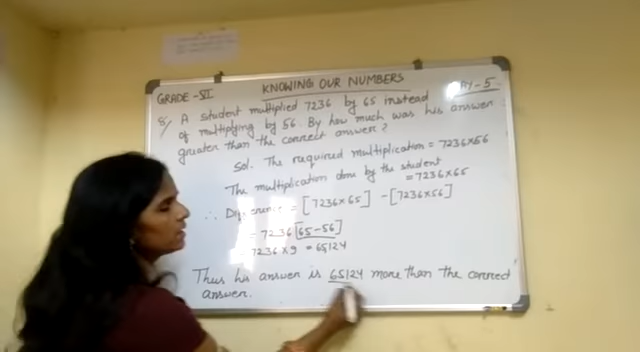 KNOWING OUR NUMBERS
GRADE - VI
AY-5
8/ A student multiplied 7236 by 65 instead
of multiplying by 56. By how much was his answer
greater than the correct answer?
Sol. The required multiplication = 7236×56
The multiplication done by the student
= 7236×65
∴ Difference = [7236×65] - [7236×56]
= 7236 [65-56]
7236 × 9 = 65124
Thus his answer is 65124 more than the correct
answer.